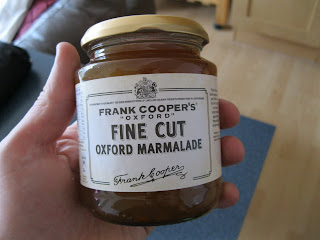 FRANK COOPER'S
"OXFORD"
FINE CUT
OXFORD MARMALADE
Frank Cooper